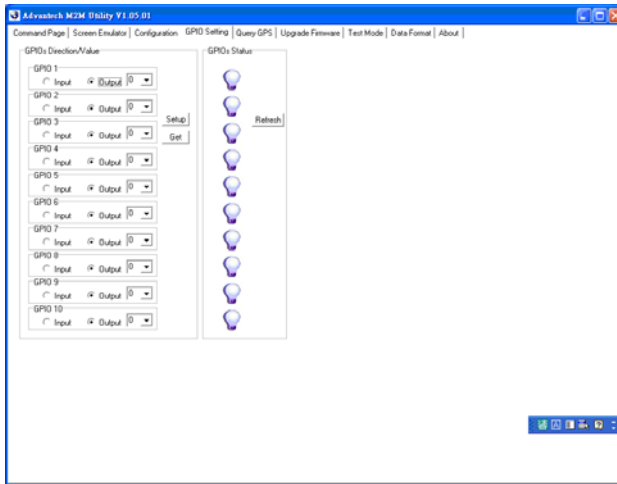 Advantech M2M Utility V1.05.01
Command Page | Screen Emulator | Configuration GPIO Setting | Query GPS | Upgrade Firmware | Test Mode | Data Format | About |
GPIOs Direction/Value
GPIOs Status
GPIO 1
Input Output 0
GPIO 2
Input Output 0
Setup
Refresh
GPIO 3
Input Output 0
Get
GPIO 4
Input Output 0
GPIO 5
Input Output 0
GPIO 6
Input Output 0
GPIO 7
Input Output 0
GPIO 8
Input Output 0
GPIO 9
Input Output 0
GPIO 10
Input Output 0
A
?